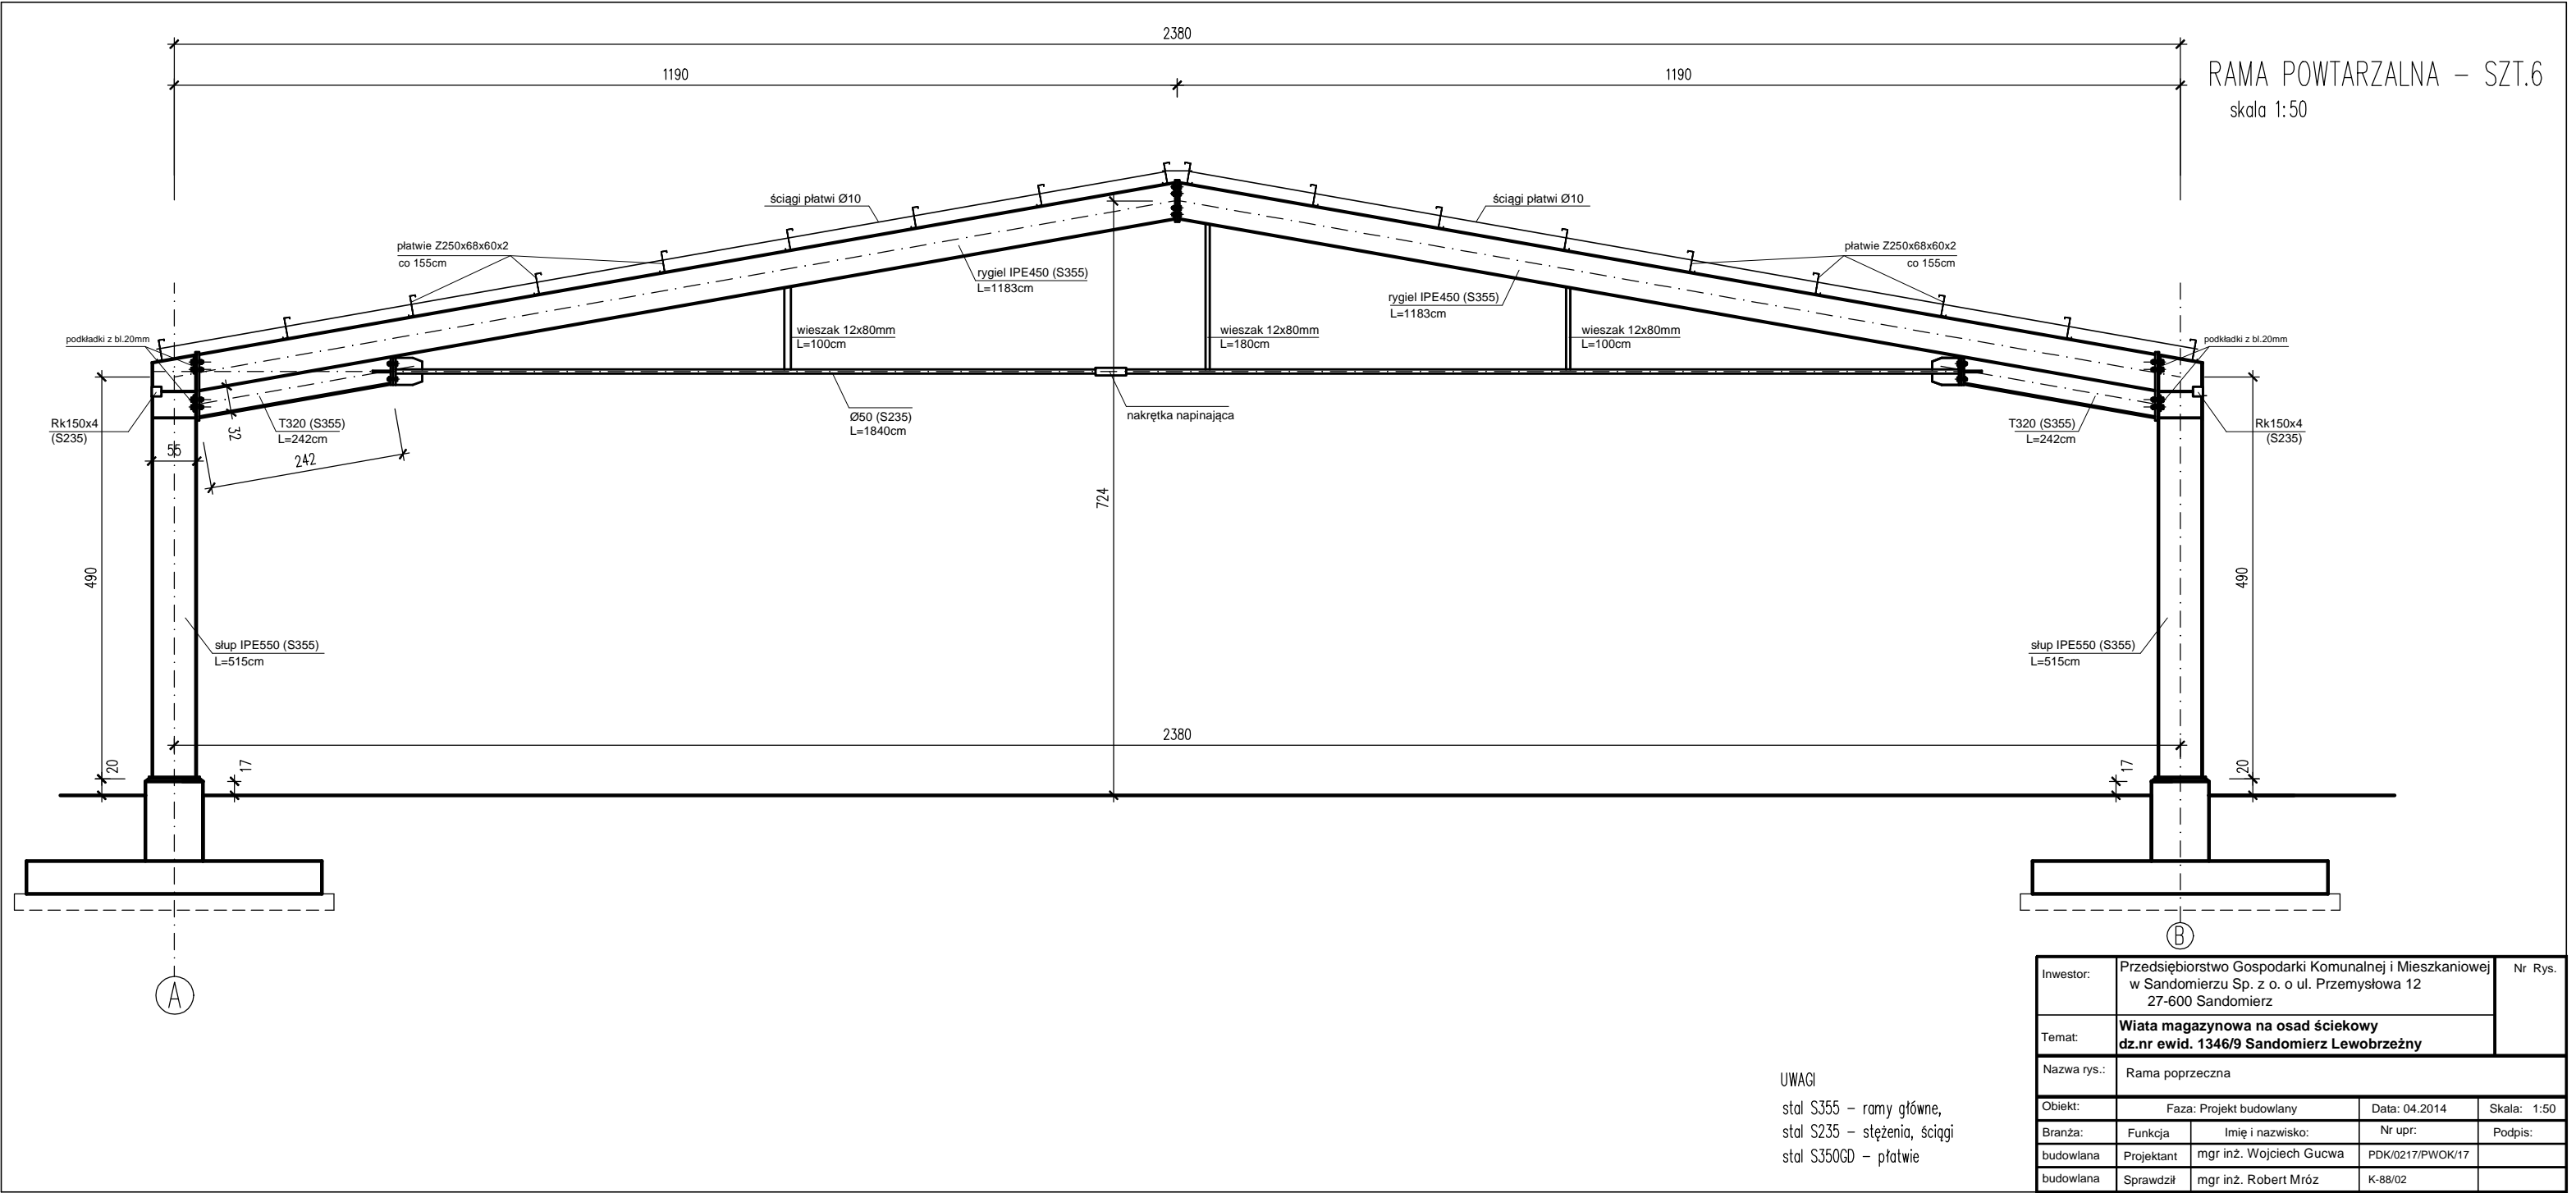 2380
1190
1190
RAMA POWTARZALNA – SZT.6
skala 1:50
ściągi płatwi Ø10
ściągi płatwi Ø10
płatwie Z250x68x60x2
co 155cm
płatwie Z250x68x60x2
co 155cm
rygiel IPE450 (S355)
L=1183cm
rygiel IPE450 (S355)
L=1183cm
podkładki z bl.20mm
wieszak 12x80mm
L=100cm
wieszak 12x80mm
L=180cm
wieszak 12x80mm
L=100cm
podkładki z bl.20mm
Rk150x4
(S235)
32
T320 (S355)
L=242cm
Ø50 (S235)
L=1840cm
nakrętka napinająca
T320 (S355)
L=242cm
Rk150x4
(S235)
55
242
724
490
490
słup IPE550 (S355)
L=515cm
słup IPE550 (S355)
L=515cm
2380
20
17
17
20
A
B
Inwestor:
Przedsiębiorstwo Gospodarki Komunalnej i Mieszkaniowej
w Sandomierzu Sp. z o. o ul. Przemysłowa 12
27-600 Sandomierz
Nr Rys.
Temat:
Wiata magazynowa na osad ściekowy
dz.nr ewid. 1346/9 Sandomierz Lewobrzeżny
Nazwa rys.: Rama poprzeczna
Obiekt: Faza: Projekt budowlany Data: 04.2014 Skala: 1:50
Branża: Funkcja Imię i nazwisko: Nr upr: Podpis:
budowlana Projektant mgr inż. Wojciech Gucwa PDK/0217/PWOK/17
budowlana Sprawdził mgr inż. Robert Mróz K-88/02
UWAGI
stal S355 – ramy główne,
stal S235 – stężenia, ściągi
stal S350GD – płatwie